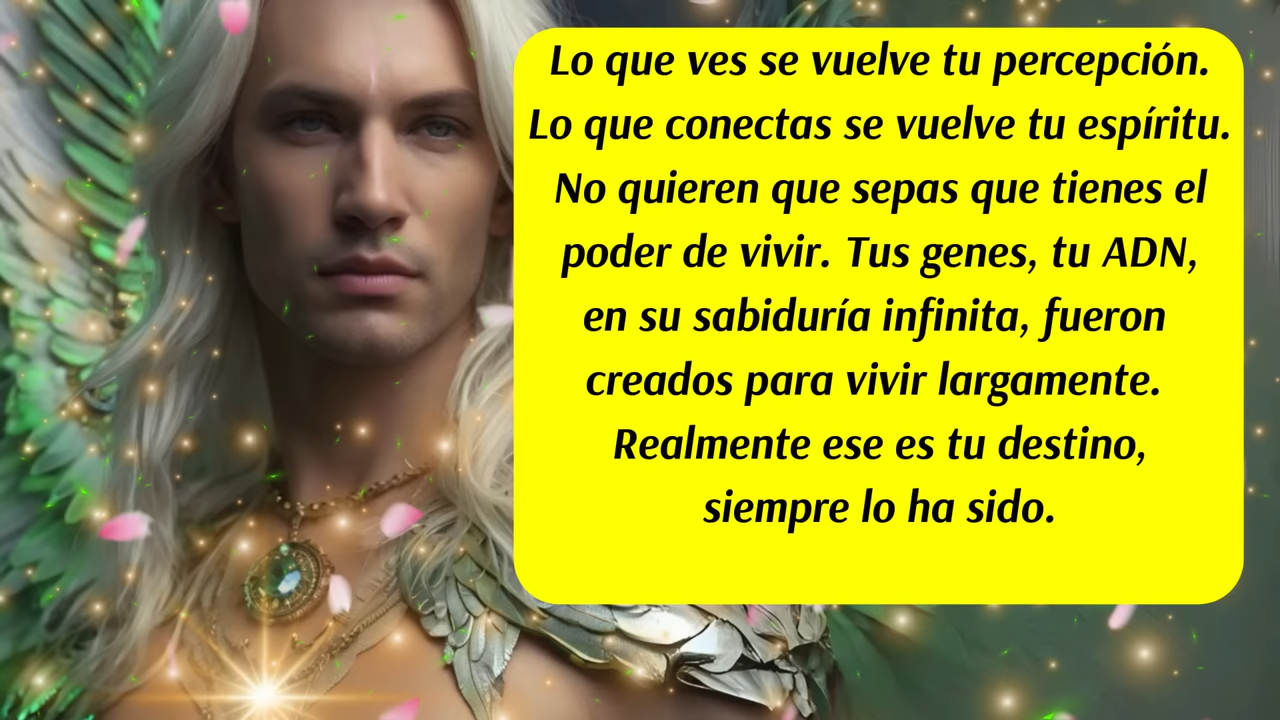 Lo que ves se vuelve tu percepción.
Lo que conectas se vuelve tu espíritu.
No quieren que sepas que tienes el
poder de vivir. Tus genes, tu ADN,
en su sabiduría infinita, fueron
creados para vivir largamente.
Realmente ese es tu destino,
siempre lo ha sido.